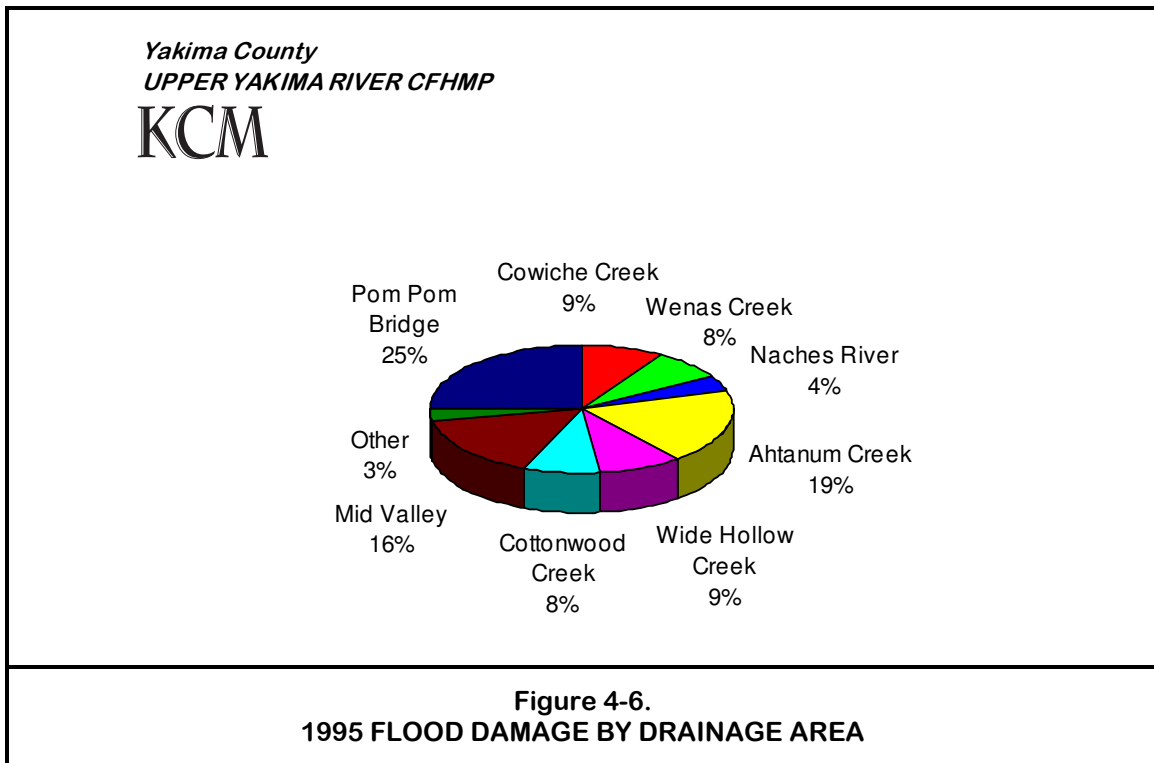 Yakima County
UPPER YAKIMA RIVER CFHMP
KCM
Cowiche Creek
9%
Wenas Creek
8%
Naches River
4%
Ahtanum Creek
19%
Wide Hollow
Creek
9%
Cottonwood
Creek
8%
Mid Valley
16%
Other
3%
Pom Pom
Bridge
25%
Figure 4-6.
1995 FLOOD DAMAGE BY DRAINAGE AREA